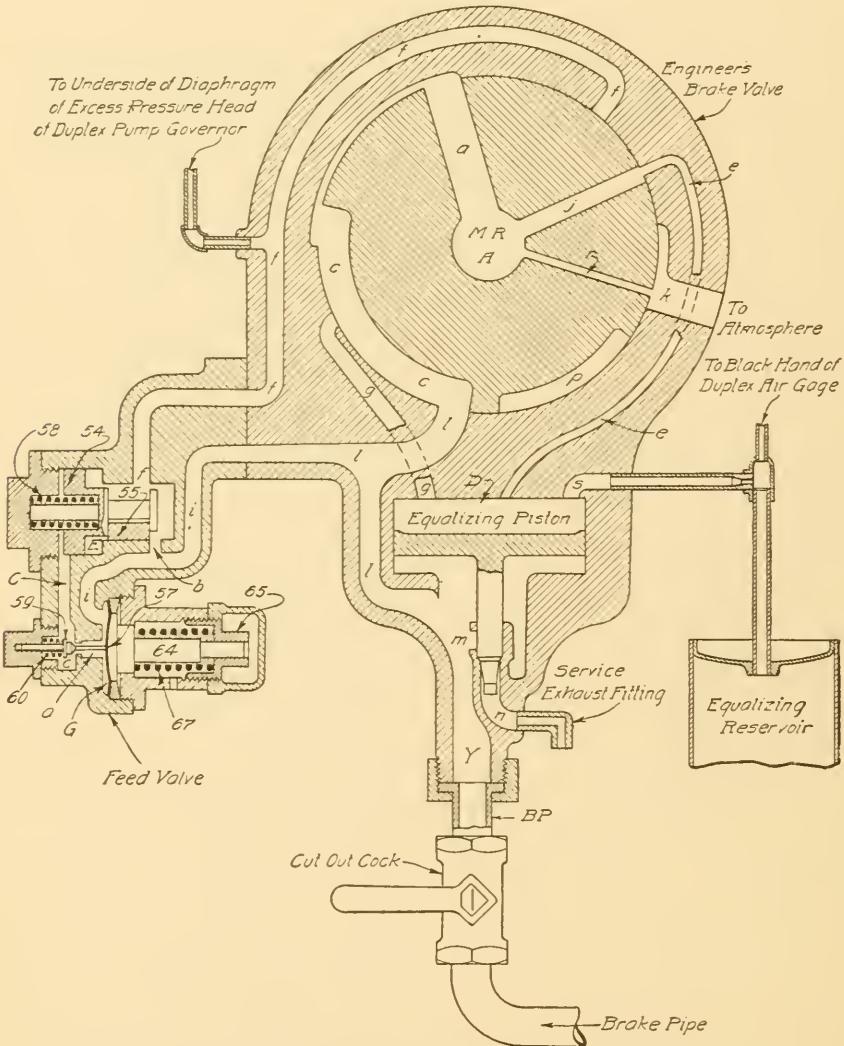 To Underside of Diaphragm
of Excess Pressure Head
of Duplex Pump Governor
Engineers
Brake Valve
f
f
f
a
j
e
M R
A
R
k
To
Atmosphere
f
c
c
g
l
p
e
To Black Hand of
Duplex Air Gage
f
58
54
55
E
b
i
l
g
D
s
Equalizing Piston
C
59
i
57
65
l
64
m
60
c
a
G
67
Service
Exhaust Fitting
n
Equalizing
Reservoir
Feed Valve
Y
BP
Cut Out Cock
Brake Pipe